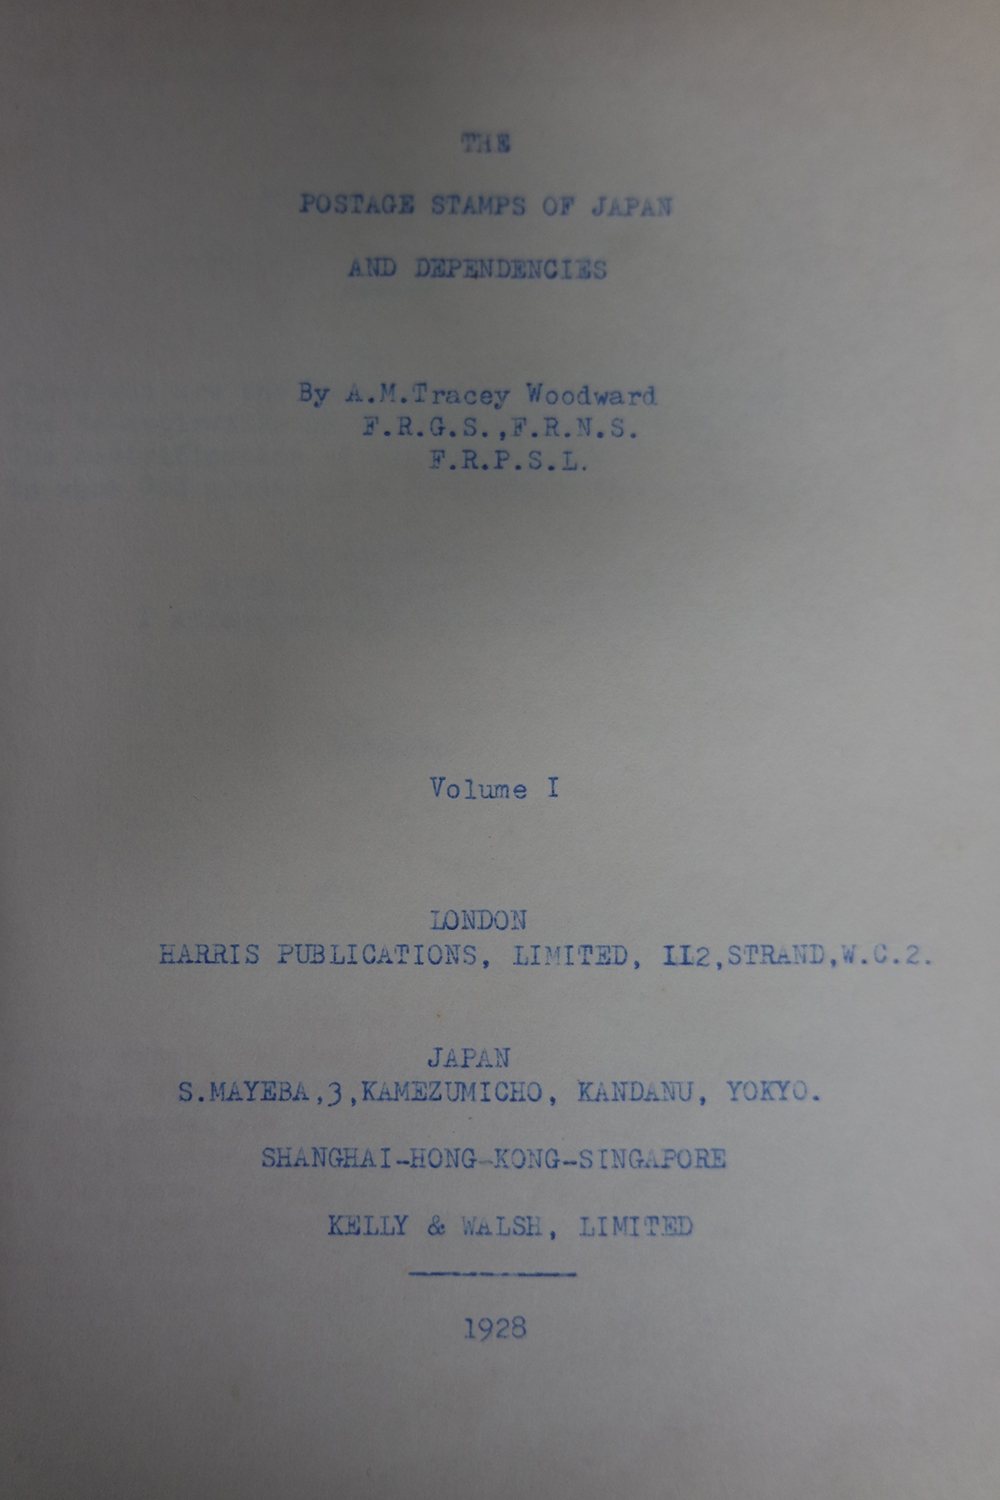 THE
POSTAGE STAMPS OF JAPAN
AND DEPENDENCIES
By A.M.Tracey Woodward
F.R.G.S.,F.R.N.S.
F.R.P.S.L.
Volume I
LONDON
HARRIS PUBLICATIONS, LIMITED, II2,STRAND,W.C.2.
JAPAN
S.MAYEBA,3,KAMEZUMICHO, KANDANU, YOKYO.
SHANGHAI-HONG-KONG-SINGAPORE
KELLY & WALSH, LIMITED
1928